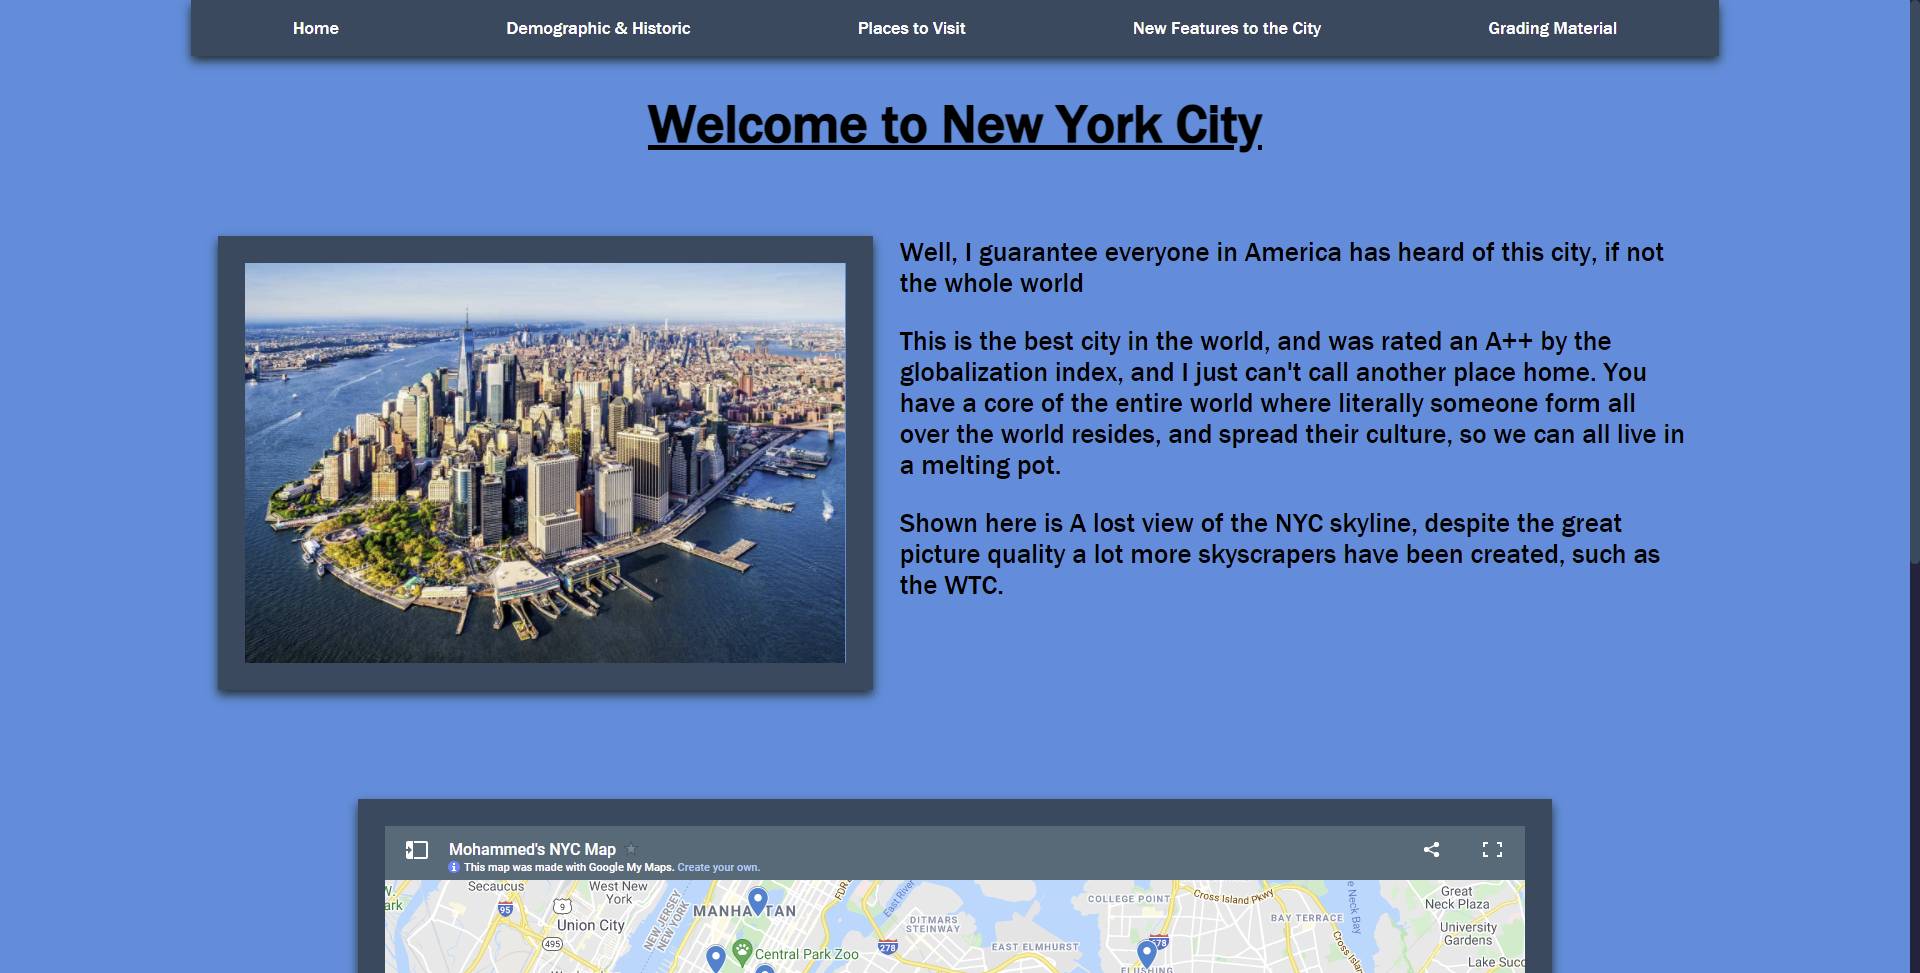 Home
Demographic & Historic
Places to Visit
New Features to the City
Grading Material
Welcome to New York City
Well, I guarantee everyone in America has heard of this city, if not
the whole world
This is the best city in the world, and was rated an A++ by the
globalization index, and I just can't call another place home. You
have a core of the entire world where literally someone form all
over the world resides, and spread their culture, so we can all live in
a melting pot.
Shown here is A lost view of the NYC skyline, despite the great
picture quality a lot more skyscrapers have been created, such as
the WTC.
Mohammed's NYC Map
This map was made with Google My Maps. Create your own.
Secaucus
West New
York
95
9
Union City
495
NEW JERSEY
NEW YORK
MANHATTAN
FDR
East River
Central Park Zoo
278
DITMARS
STEINWAY
EAST ELMHURST
COLLEGE POINT
678
FLUSHING
Cross Island Pkwy
BAY TERRACE
Great
Neck Plaza
University
Gardens